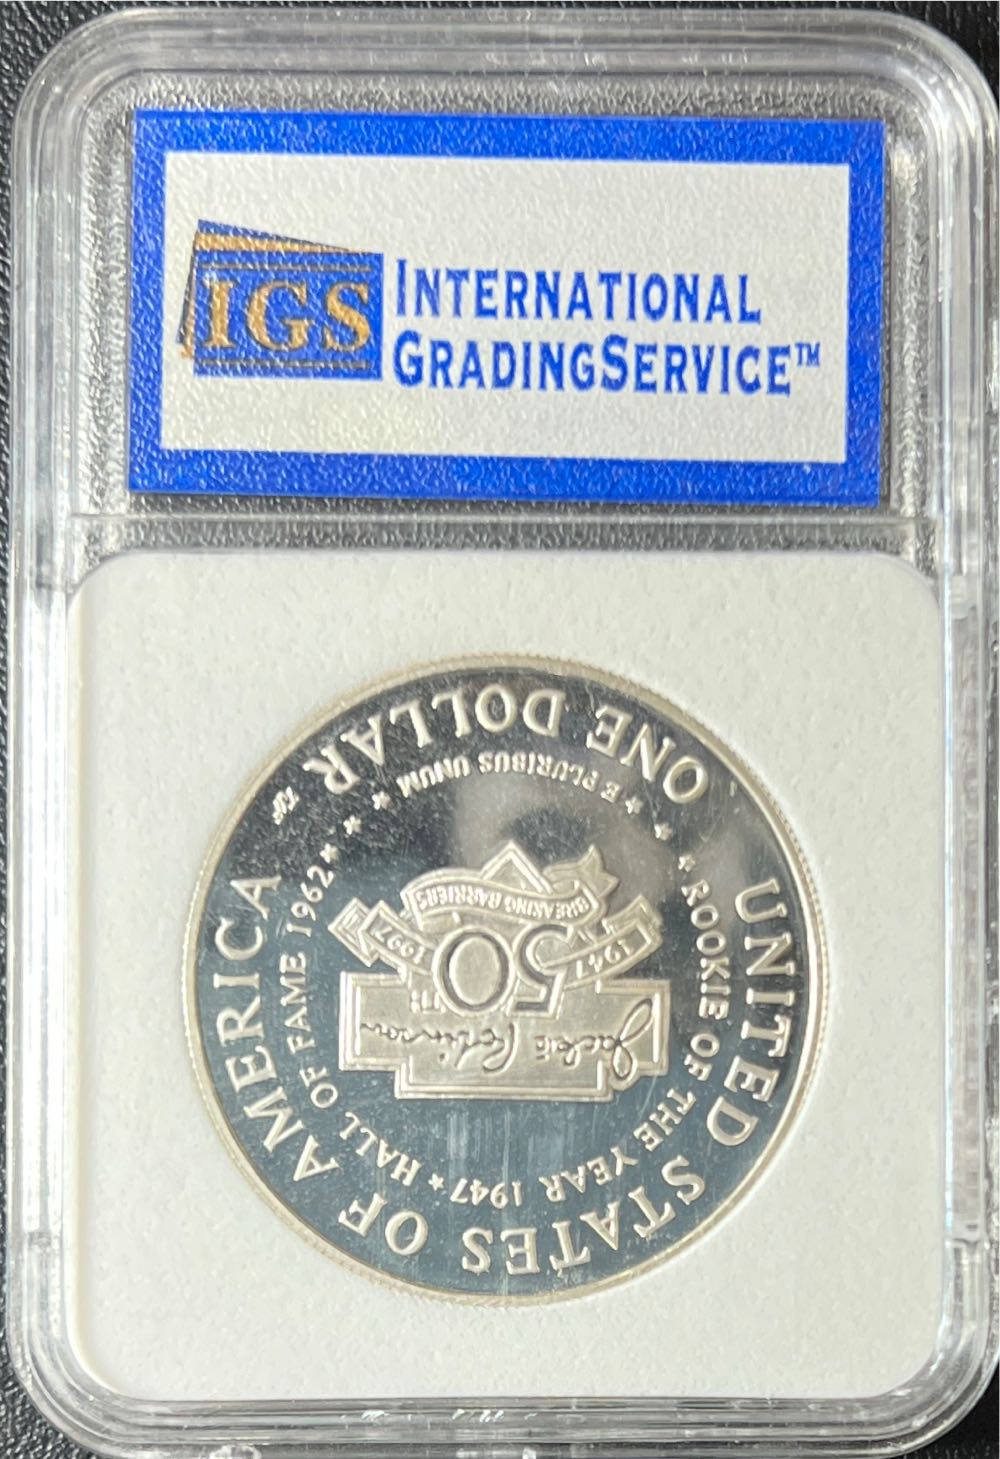 IGS
INTERNATIONAL
GRADINGSERVICE™
UNITED STATES OF AMERICA
ROOKIE OF THE YEAR 1947 * HALL OF FAME 1962
Jackie Robinson
50TH
1947 1997
BREAKING BARRIERS
E PLURIBUS UNUM
ONE DOLLAR